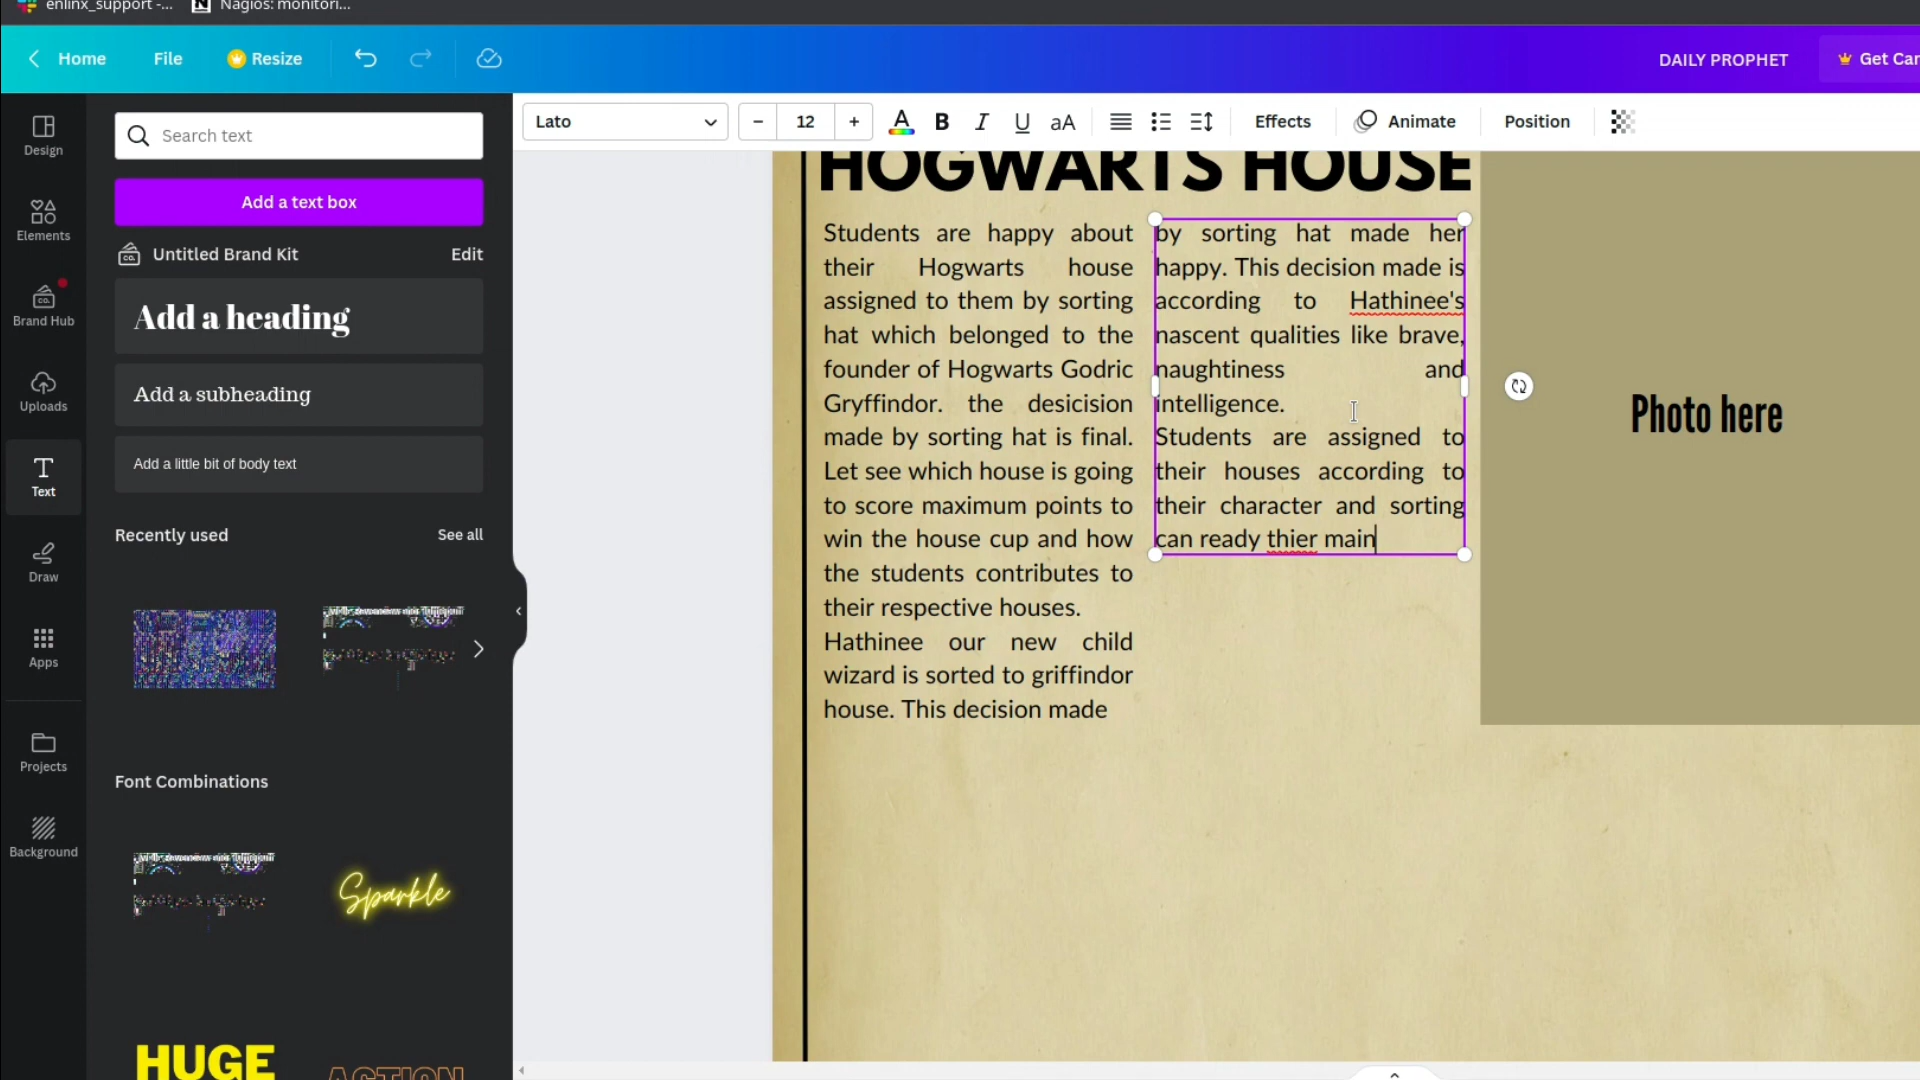 enlinx_support -...
Nagios: monitori...
Home
File
Resize
DAILY PROPHET
Get Can
Lato
12
A
B
I
U
aA
Effects
Animate
Position
Design
Elements
Brand Hub
Uploads
Text
Draw
Apps
Projects
Background
Search text
Add a text box
Untitled Brand Kit
Edit
Add a heading
Add a subheading
Add a little bit of body text
Recently used
See all
Font Combinations
Sparkle
HUGE
ACTION
HOGWARTS HOUSE
Students are happy about
their Hogwarts house
assigned to them by sorting
hat which belonged to the
founder of Hogwarts Godric
Gryffindor. the desicision
made by sorting hat is final.
Let see which house is going
to score maximum points to
win the house cup and how
the students contributes to
their respective houses.
Hathinee our new child
wizard is sorted to griffindor
house. This decision made
by sorting hat made her
happy. This decision made is
according to Hathinee's
nascent qualities like brave,
naughtiness and
intelligence.
Students are assigned to
their houses according to
their character and sorting
can ready thier main
Photo here